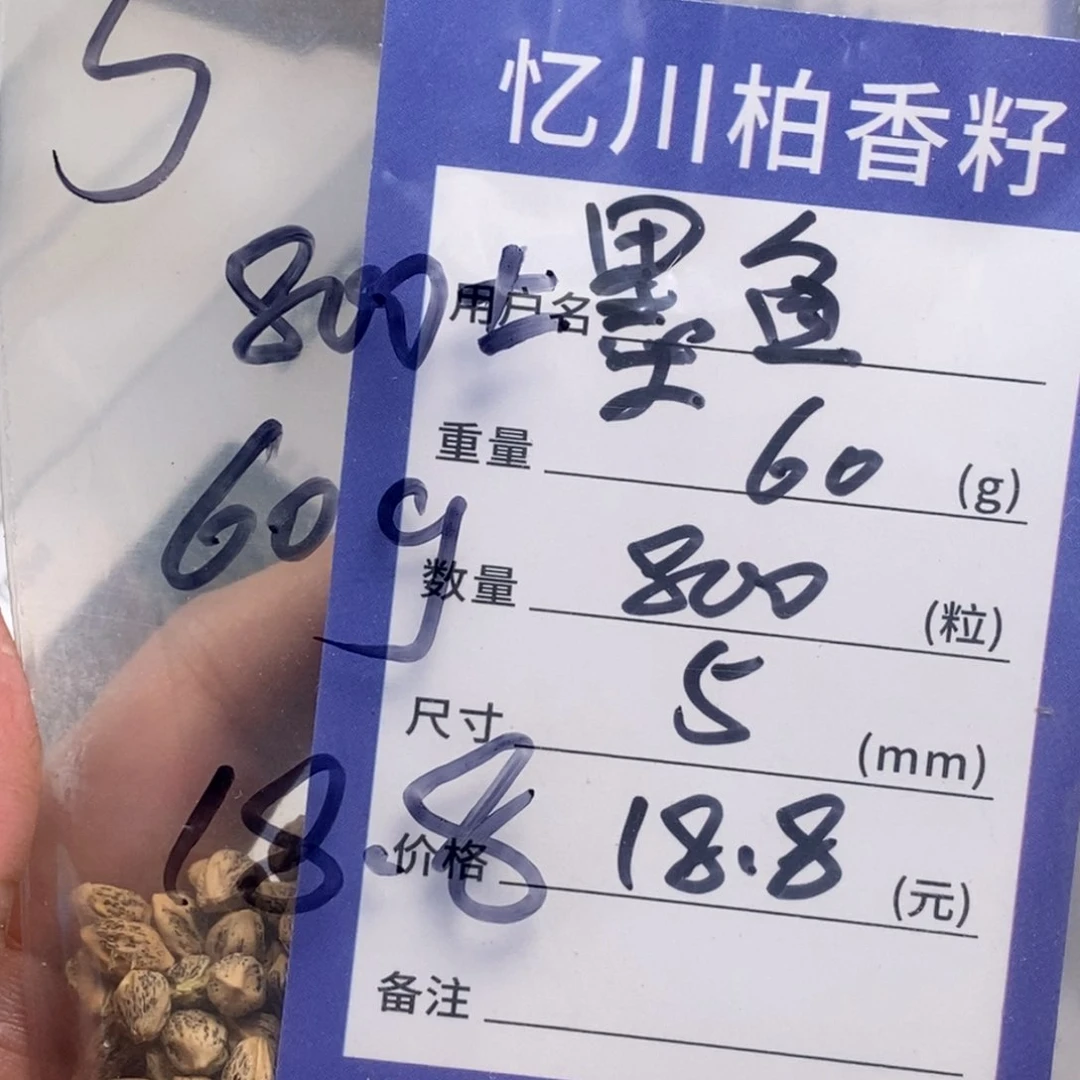 5
忆川柏香籽
800±
用户名 墨鱼
重量 60 (g)
60g
数量 800 (粒)
尺寸 5 (mm)
18.8
价格 18.8 (元)
备注